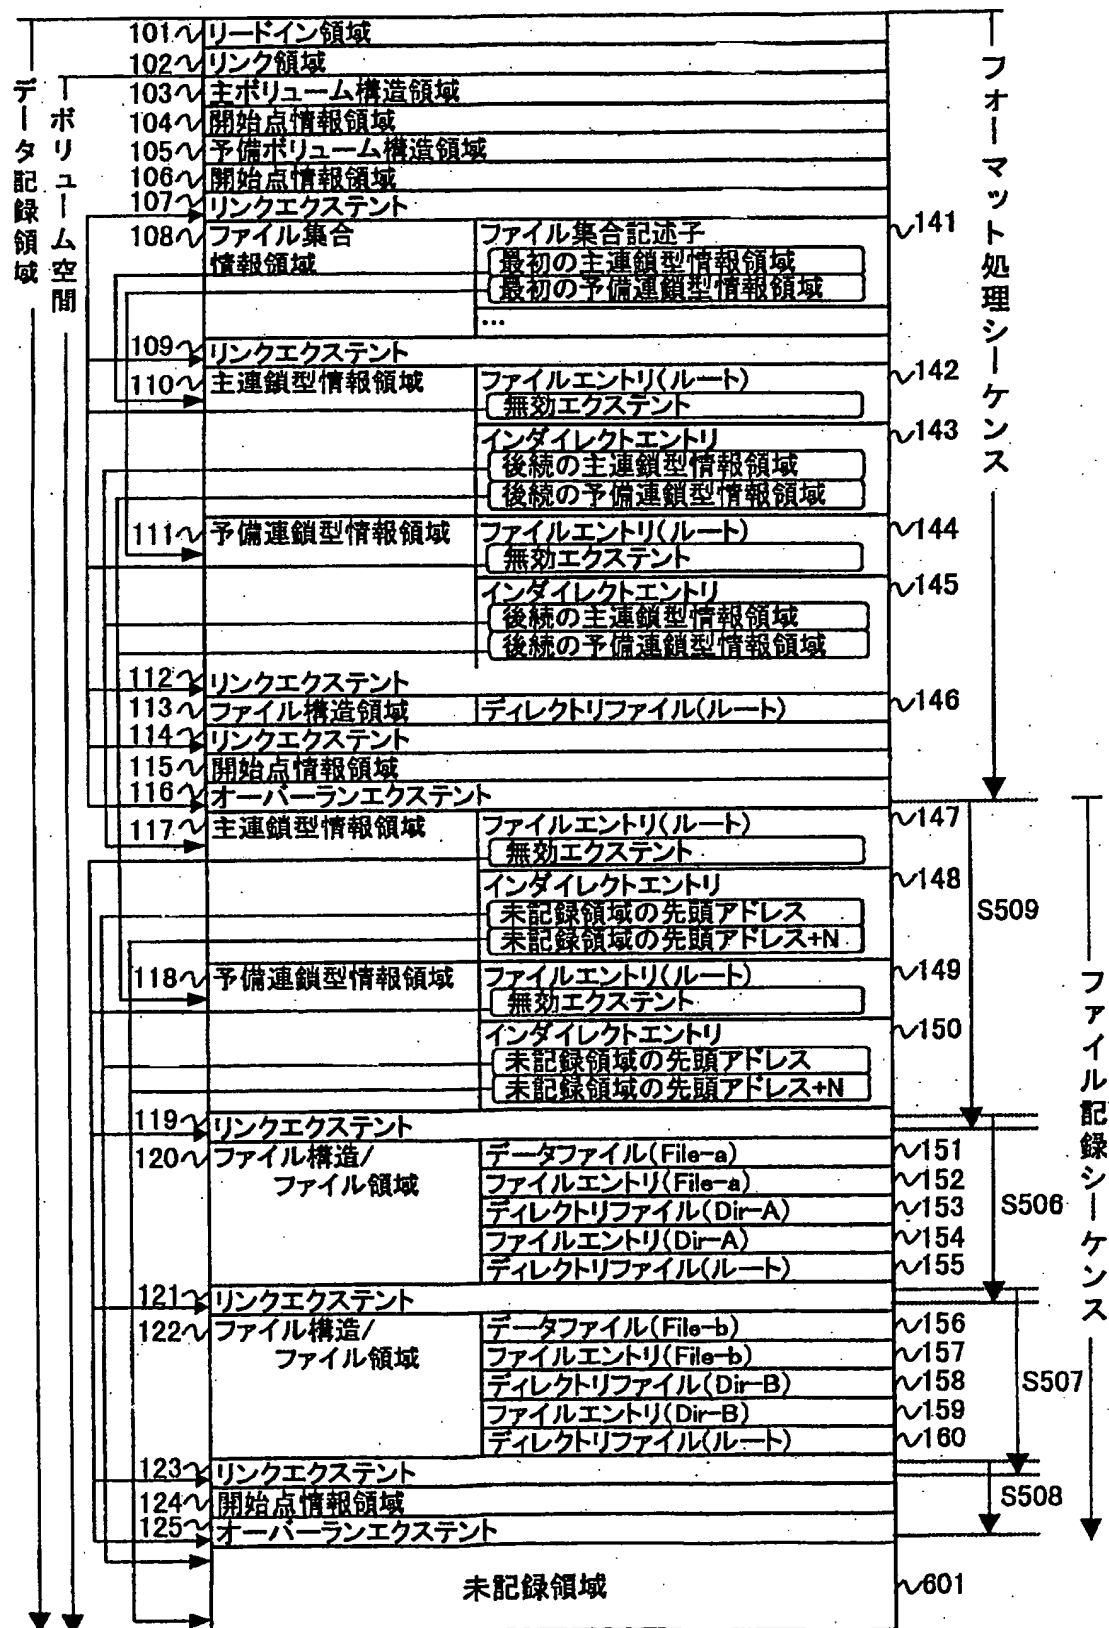 データ記録領域
ボリューム空間
101 リードイン領域
102 リンク領域
103 主ボリューム構造領域
104 開始点情報領域
105 予備ボリューム構造領域
106 開始点情報領域
107 リンクエクステント
108 ファイル集合情報領域
ファイル集合記述子 141
最初の主連鎖型情報領域
最初の予備連鎖型情報領域
...
109 リンクエクステント
110 主連鎖型情報領域
ファイルエントリ(ルート) 142
無効エクステント
インダイレクトエントリ 143
後続の主連鎖型情報領域
後続の予備連鎖型情報領域
111 予備連鎖型情報領域
ファイルエントリ(ルート) 144
無効エクステント
インダイレクトエントリ 145
後続の主連鎖型情報領域
後続の予備連鎖型情報領域
112 リンクエクステント
113 ファイル構造領域 ディレクトリファイル(ルート) 146
114 リンクエクステント
115 開始点情報領域
116 オーバーランエクステント
フォーマット処理シーケンス
117 主連鎖型情報領域
ファイルエントリ(ルート) 147
無効エクステント
インダイレクトエントリ 148
未記録領域の先頭アドレス
未記録領域の先頭アドレス+N
S509
118 予備連鎖型情報領域
ファイルエントリ(ルート) 149
無効エクステント
インダイレクトエントリ 150
未記録領域の先頭アドレス
未記録領域の先頭アドレス+N
119 リンクエクステント
120 ファイル構造/
ファイル領域
データファイル(File-a) 151
ファイルエントリ(File-a) 152
ディレクトリファイル(Dir-A) 153
ファイルエントリ(Dir-A) 154
ディレクトリファイル(ルート) 155
S506
121 リンクエクステント
122 ファイル構造/
ファイル領域
データファイル(File-b) 156
ファイルエントリ(File-b) 157
ディレクトリファイル(Dir-B) 158
ファイルエントリ(Dir-B) 159
ディレクトリファイル(ルート) 160
S507
123 リンクエクステント
124 開始点情報領域
125 オーバーランエクステント
S508
ファイル記録シーケンス
未記録領域 601